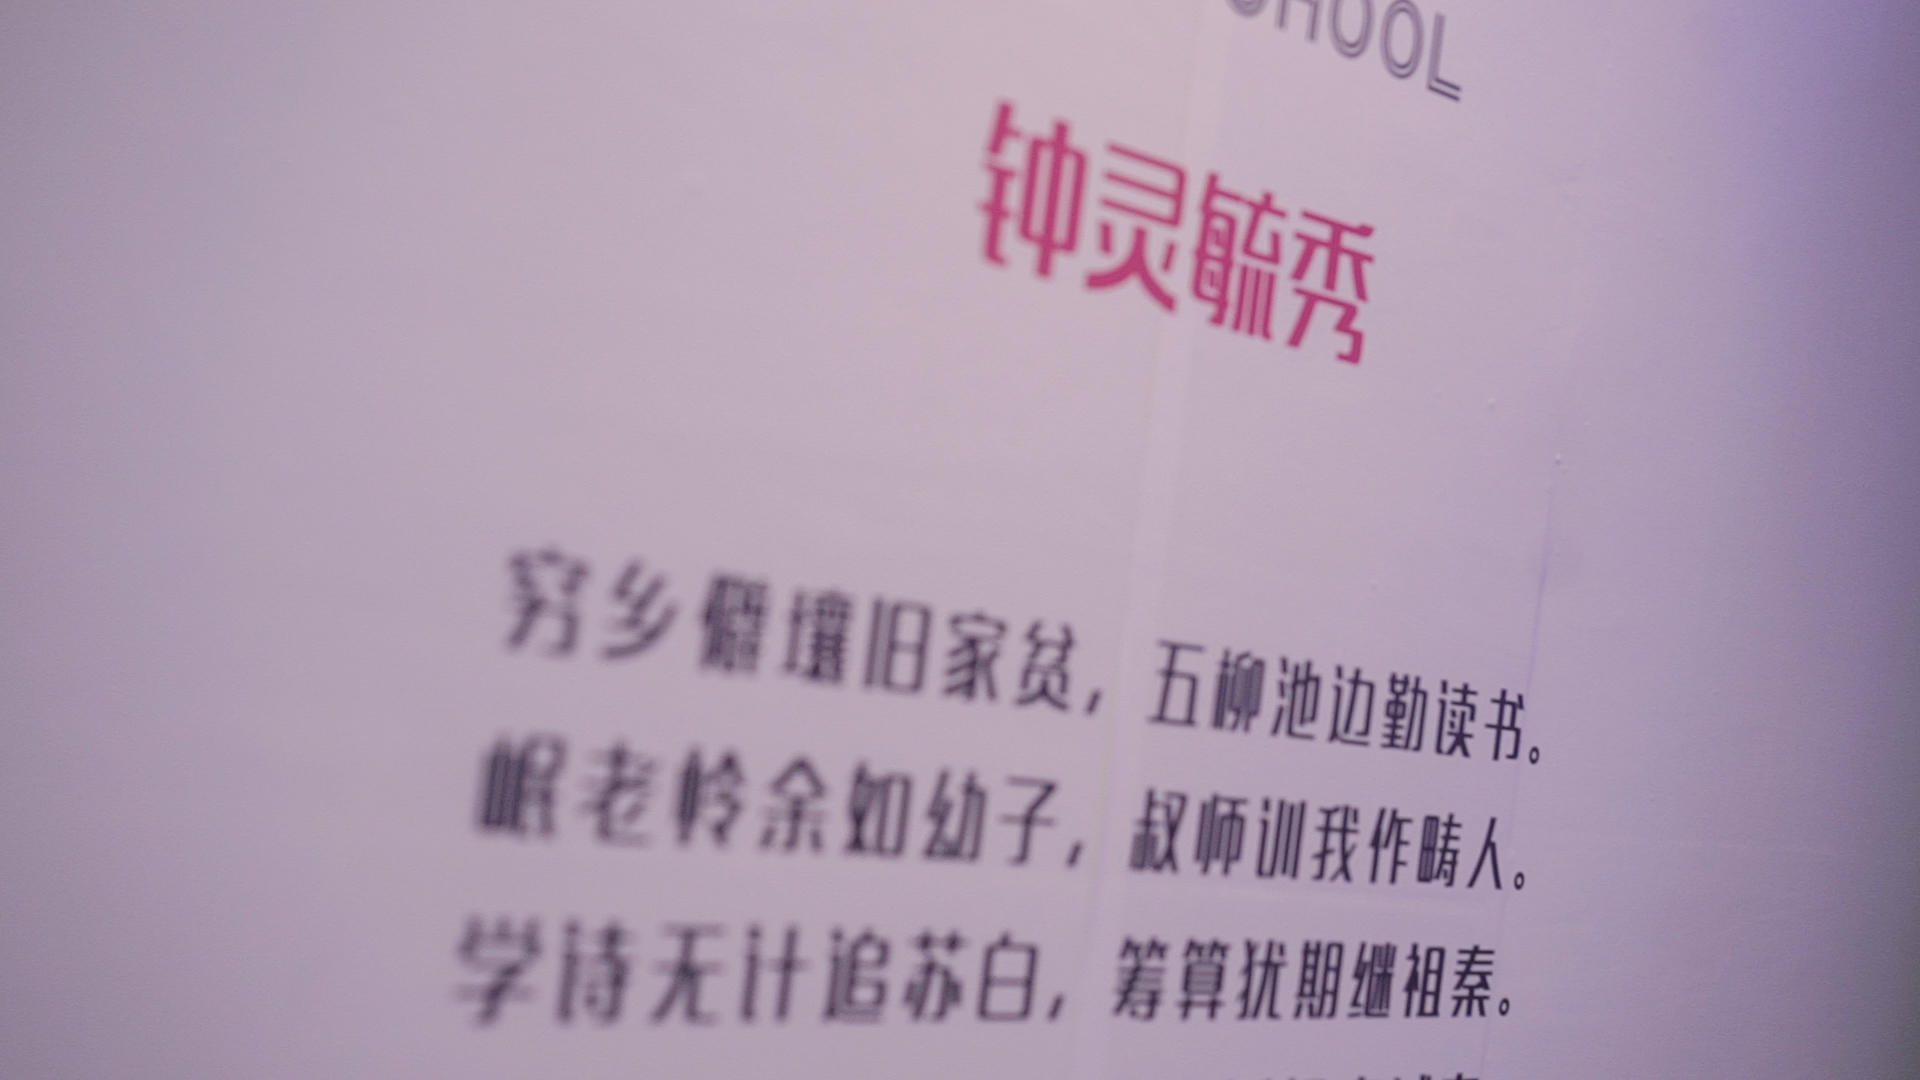 SCHOOL
钟灵毓秀
穷乡僻壤旧家贫，五柳池边勤读书。
岷老怜余如幼子，叔师训我作畴人。
学诗无计追苏白，筹算犹期继祖秦。